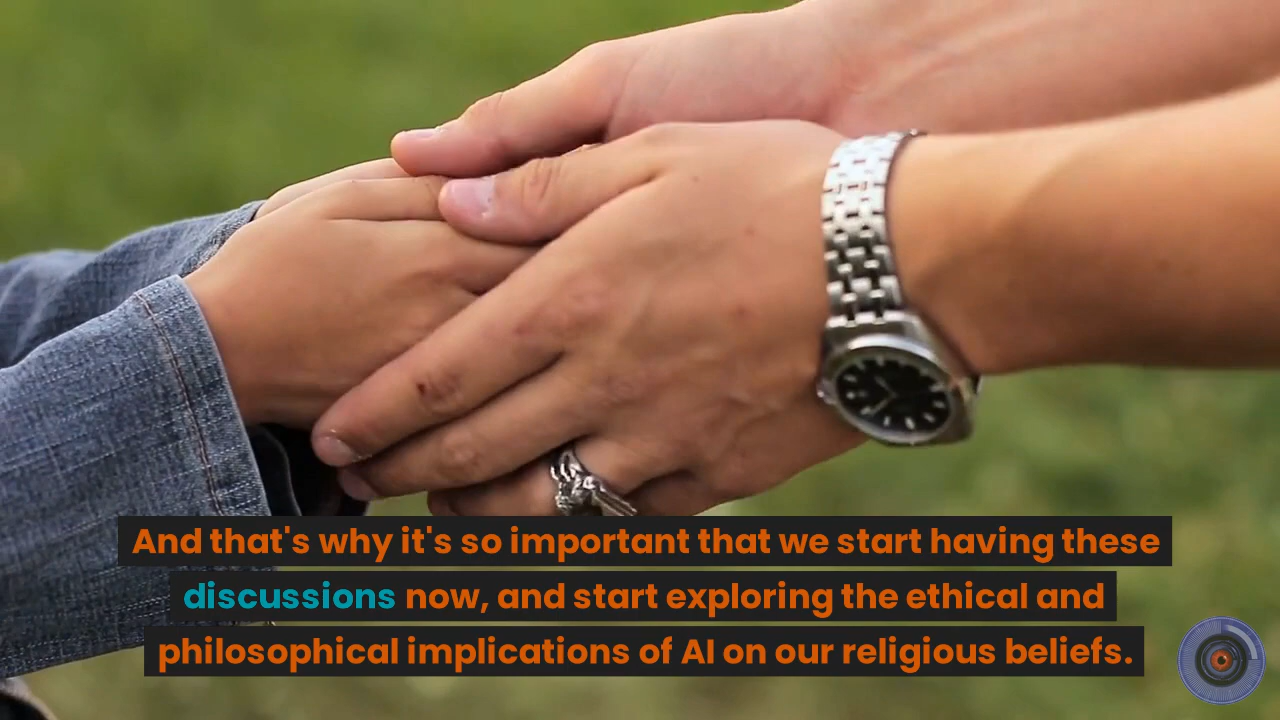 And that's why it's so important that we start having these
discussions now, and start exploring the ethical and
philosophical implications of AI on our religious beliefs.